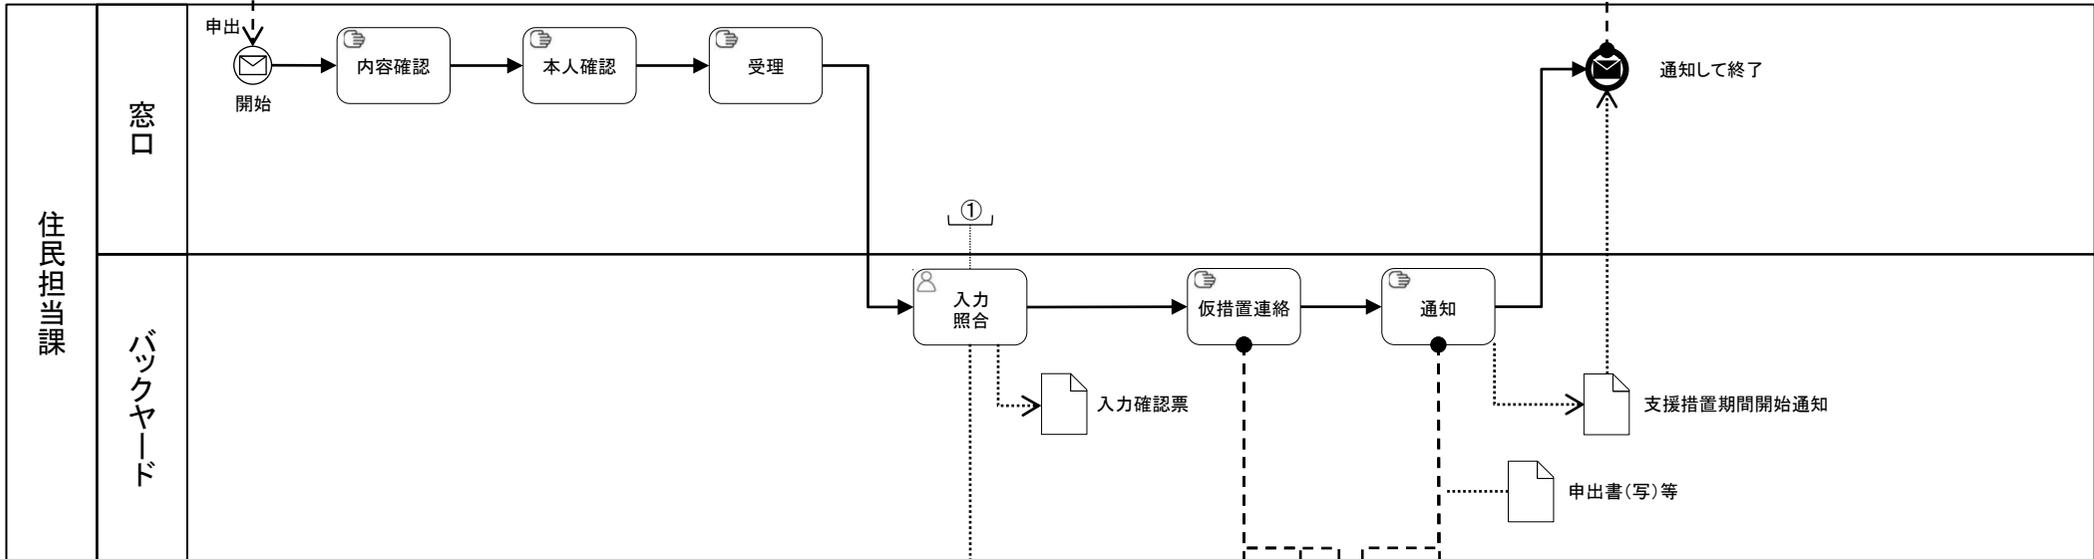 住民担当課
窓口
申出
開始
内容確認
本人確認
受理
通知して終了
①
バックヤード
入力
照合
仮措置連絡
通知
入力確認票
支援措置期間開始通知
申出書（写）等